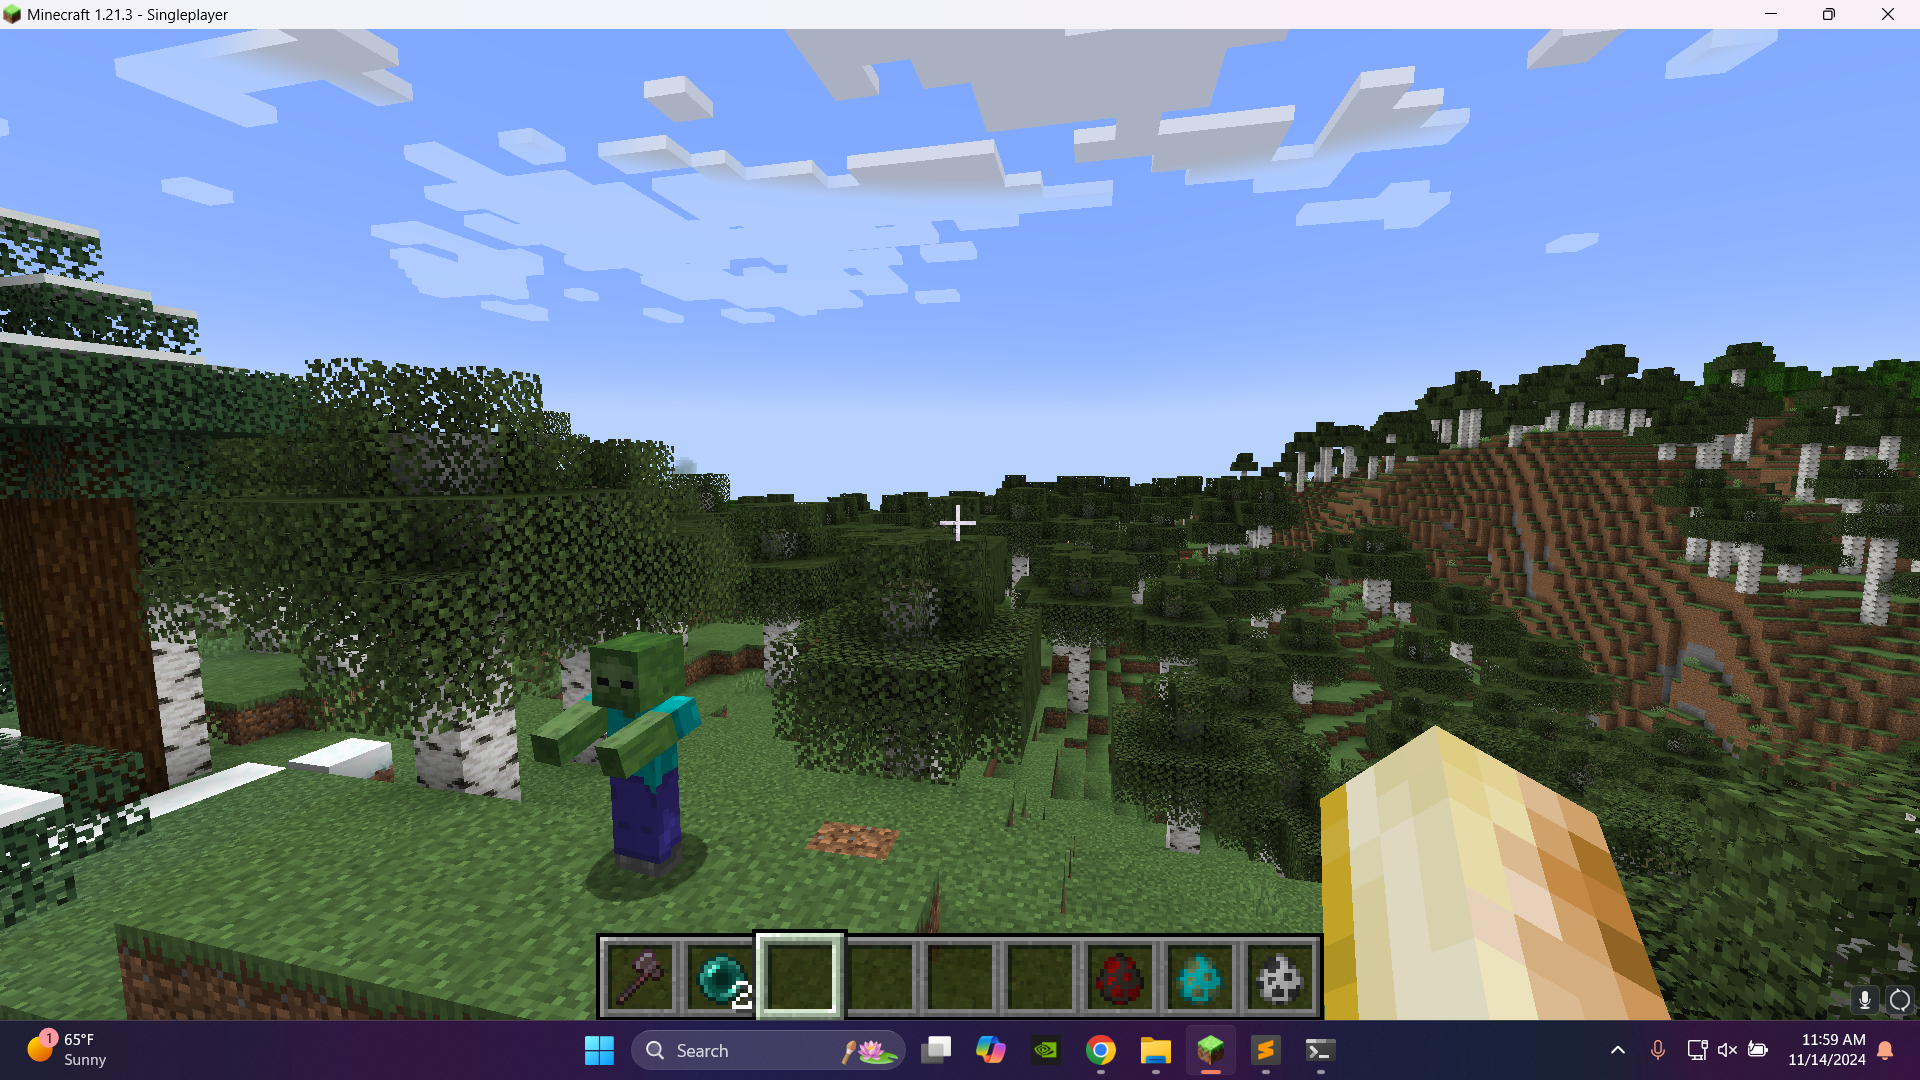 Minecraft 1.21.3 - Singleplayer
2
1
65°F
Sunny
Search
11:59 AM
11/14/2024